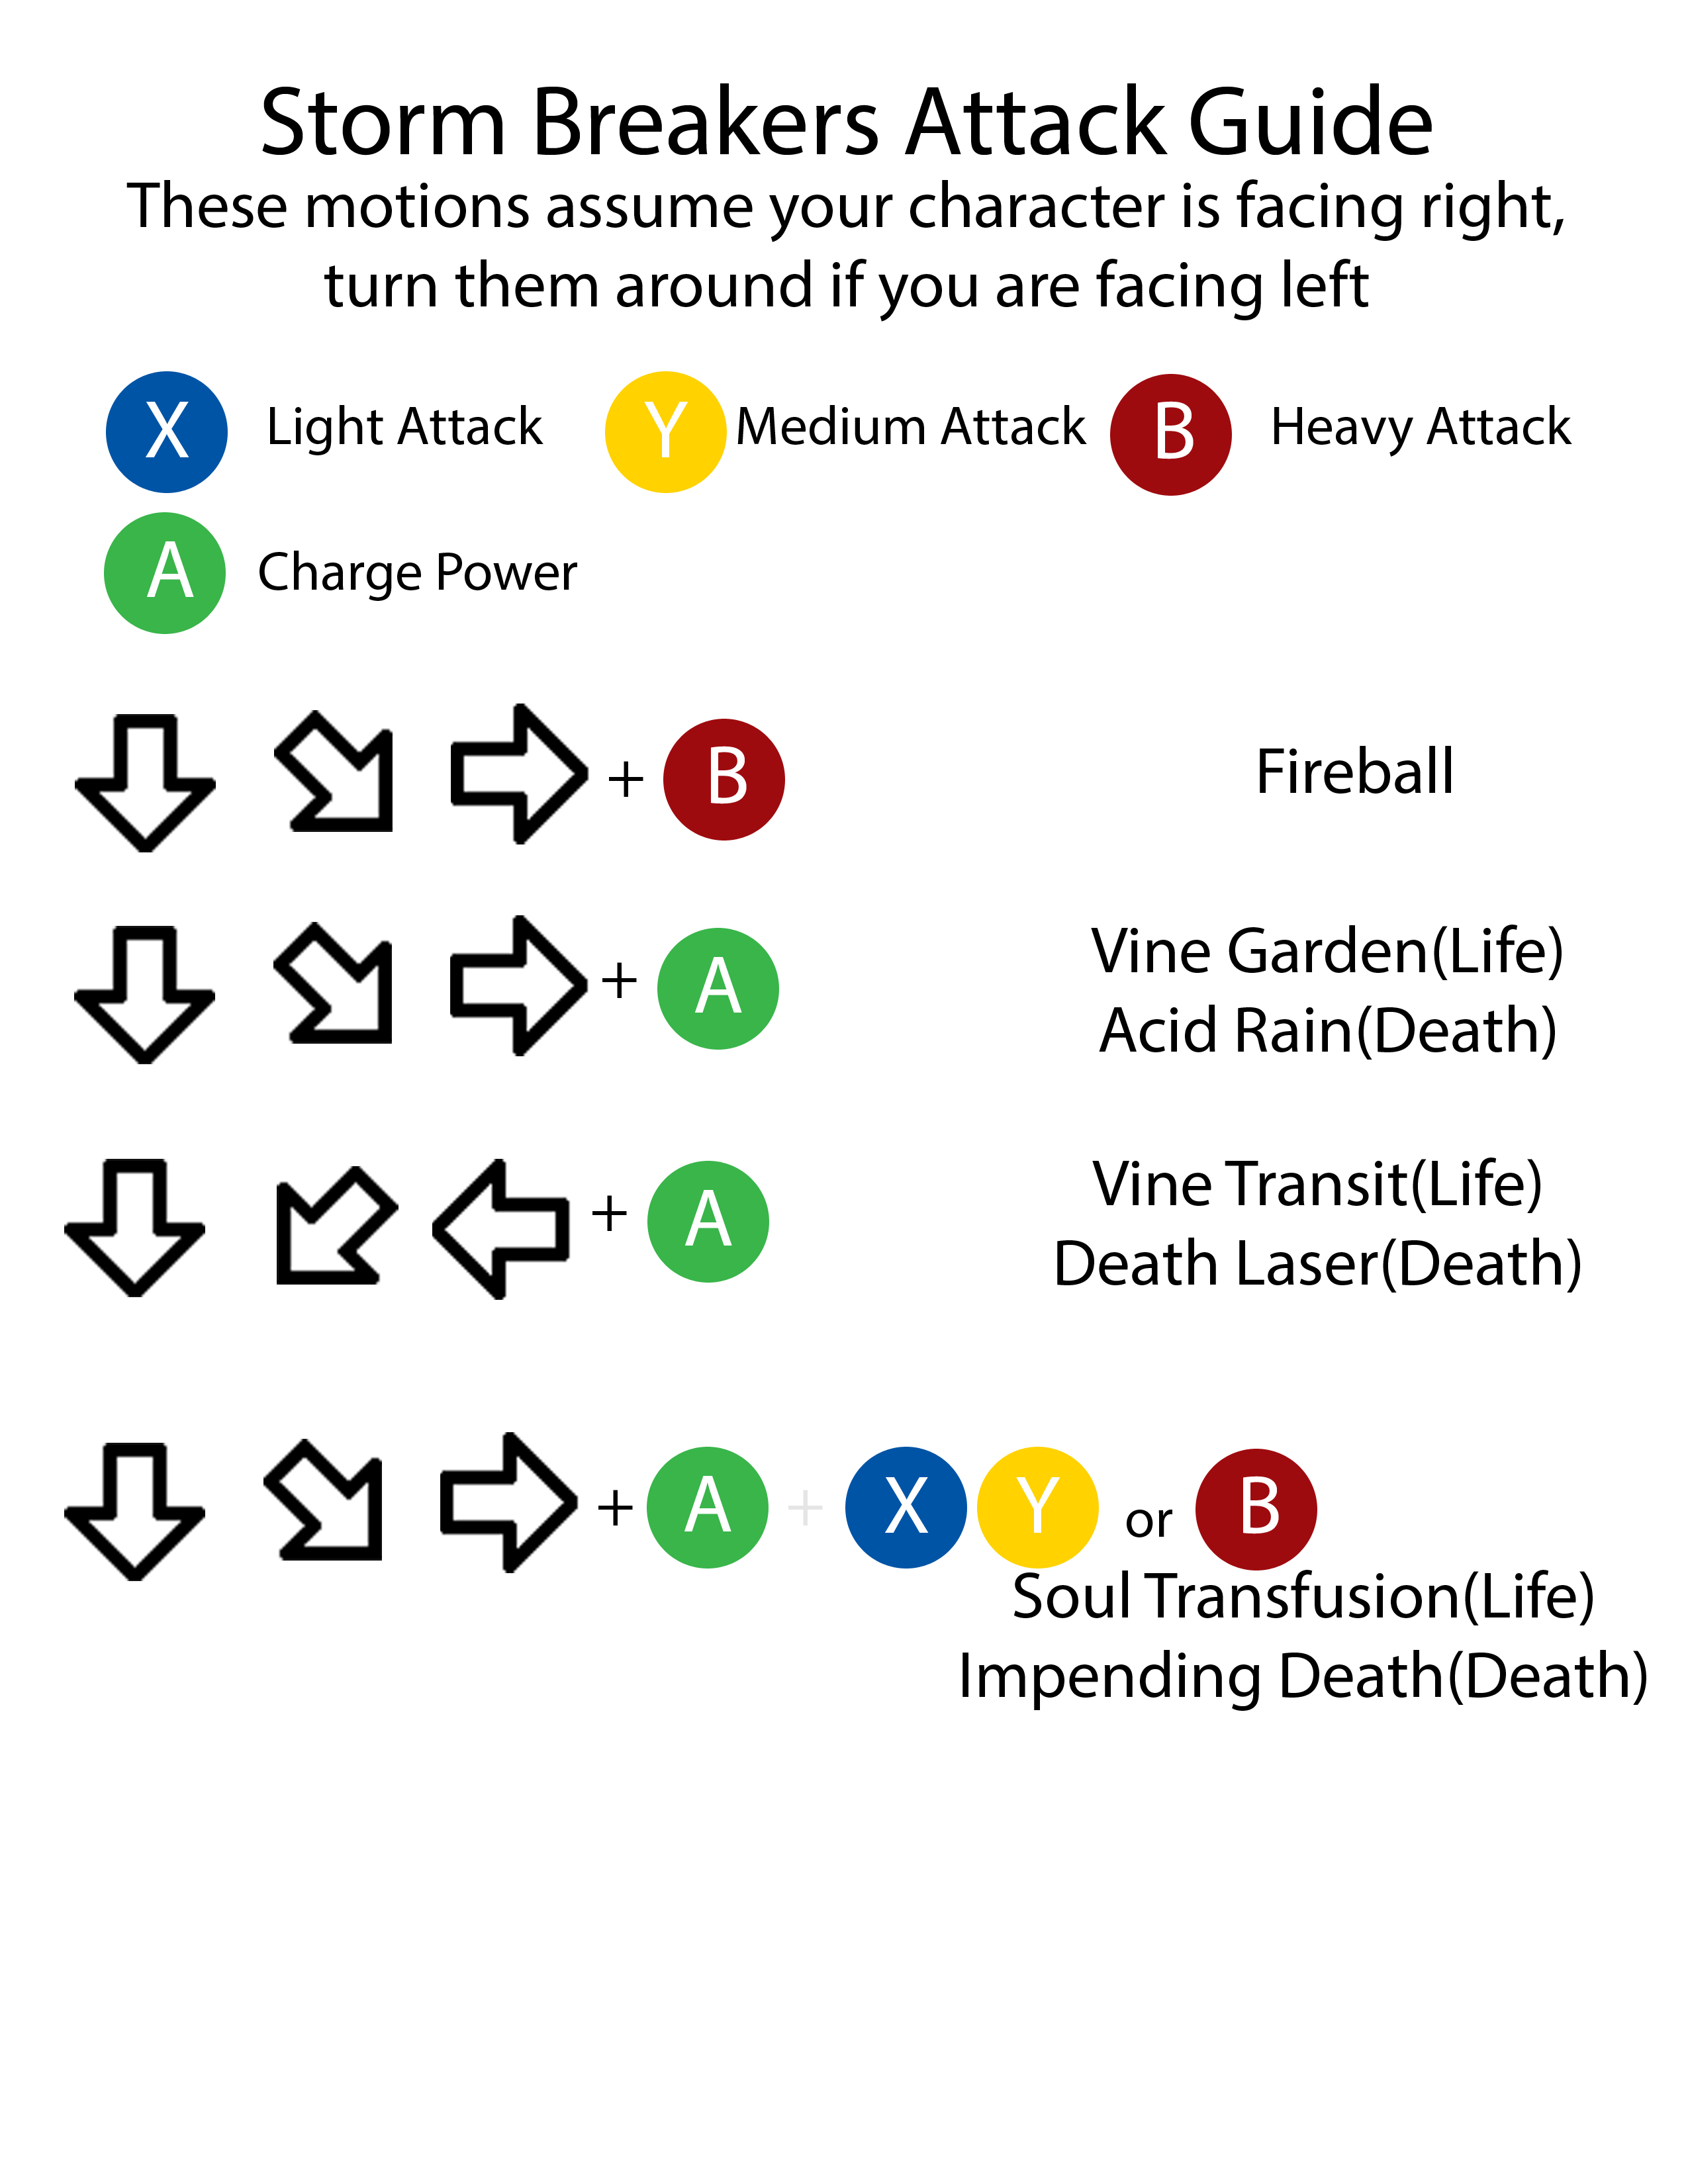 Storm Breakers Attack Guide
These motions assume your character is facing right,
turn them around if you are facing left
X Light Attack Y Medium Attack B Heavy Attack
A Charge Power
+ B Fireball
+ A Vine Garden(Life)
Acid Rain(Death)
+ A Vine Transit(Life)
Death Laser(Death)
+ A + X Y or B
Soul Transfusion(Life)
Impending Death(Death)